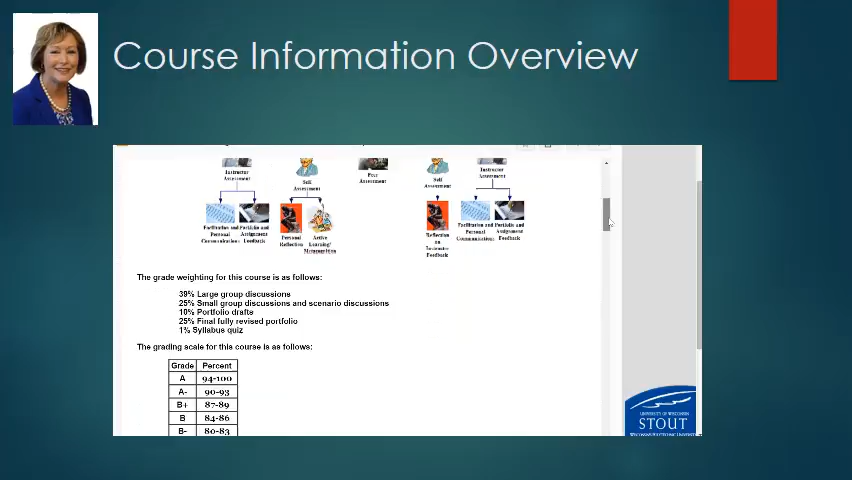 Course Information Overview
Instructor
Assessment
Self
Assessment
Peer
Assessment
Self
Assessment
Instructor
Assessment
Facilitation and
Personal
Communications
Portfolio and
Assignment
Feedback
Personal
Reflection
Active
Learning/
Metacognition
Reflection
on
Instructor
Feedback
Facilitation and
Personal
Communications
Portfolio and
Assignment
Feedback
The grade weighting for this course is as follows:
39% Large group discussions
25% Small group discussions and scenario discussions
10% Portfolio drafts
25% Final fully revised portfolio
1% Syllabus quiz
The grading scale for this course is as follows:
Grade Percent
A 94-100
A- 90-93
B+ 87-89
B 84-86
B- 80-83
UNIVERSITY OF WISCONSIN
STOUT